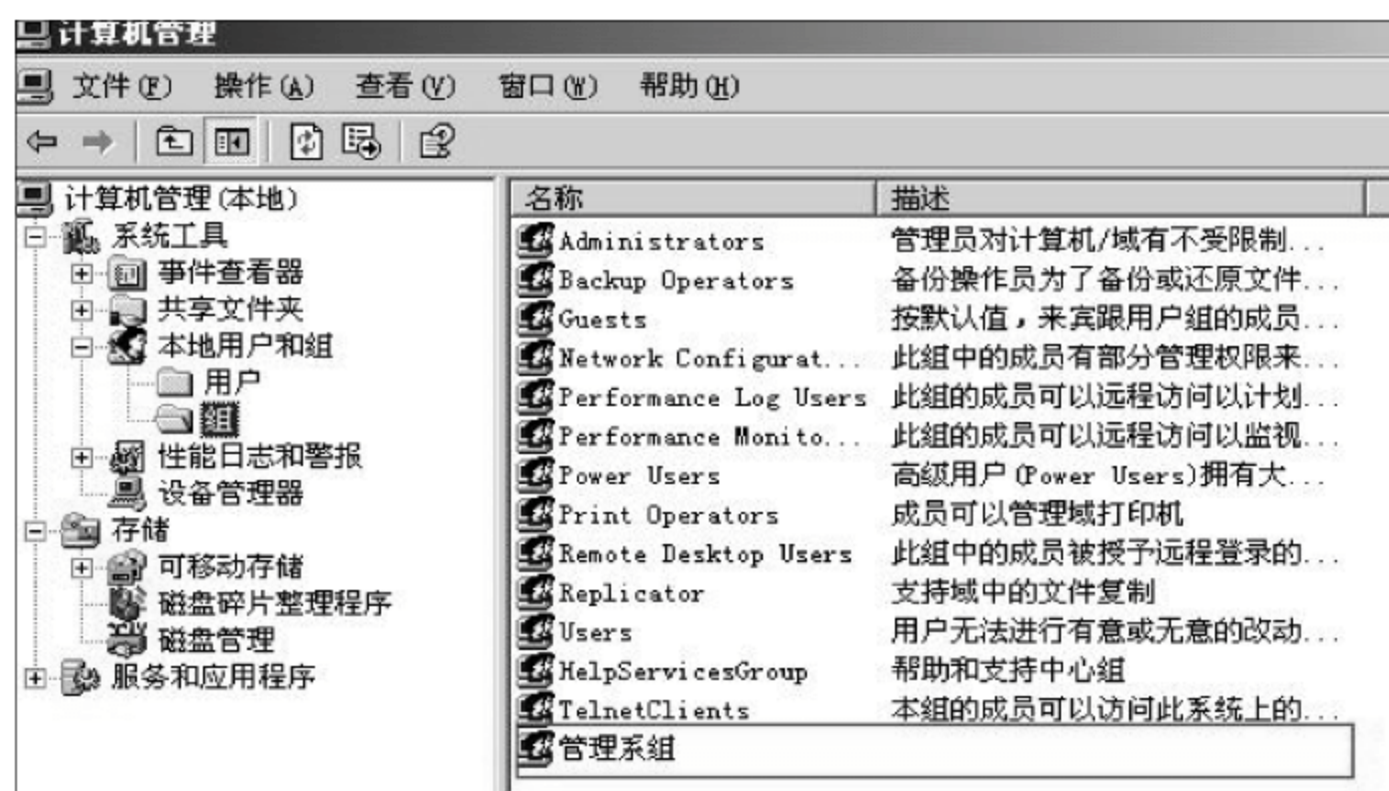 计算机管理
文件(F) 操作(A) 查看(V) 窗口(W) 帮助(H)
计算机管理(本地)
系统工具
事件查看器
共享文件夹
本地用户和组
用户
组
性能日志和警报
设备管理器
存储
可移动存储
磁盘碎片整理程序
磁盘管理
服务和应用程序
名称 描述
Administrators 管理员对计算机/域有不受限制...
Backup Operators 备份操作员为了备份或还原文件...
Guests 按默认值，来宾跟用户组的成员...
Network Configurat... 此组中的成员有部分管理权限来...
Performance Log Users 此组的成员可以远程访问以计划...
Performance Monito... 此组的成员可以远程访问以监视...
Power Users 高级用户(Power Users)拥有大...
Print Operators 成员可以管理域打印机
Remote Desktop Users 此组中的成员被授予远程登录的...
Replicator 支持域中的文件复制
Users 用户无法进行有意或无意的改动...
HelpServicesGroup 帮助和支持中心组
TelnetClients 本组的成员可以访问此系统上的...
管理系组